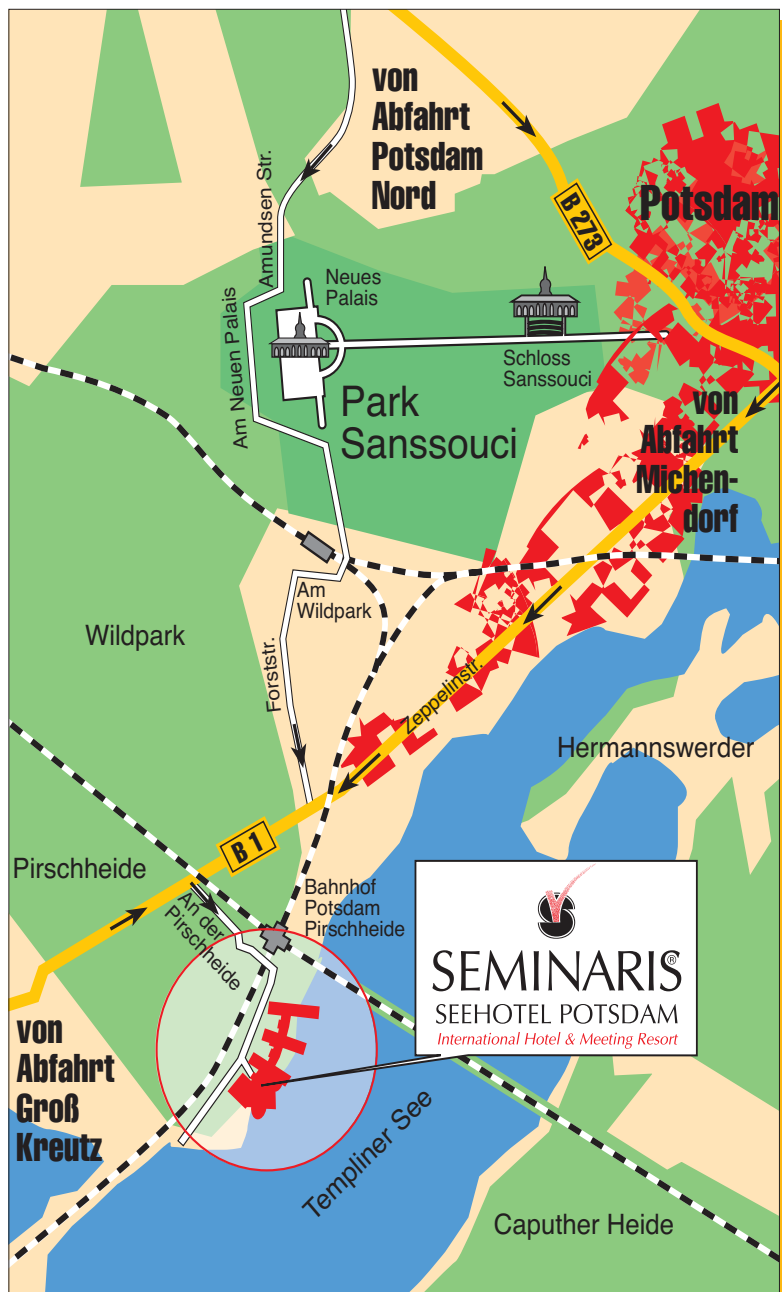 von
Abfahrt
Potsdam
Nord
Amundsen Str.
B 273
Potsdam
Neues
Palais
Am Neuen Palais
Schloss
Sanssouci
Park
Sanssouci
von
Abfahrt
Michen-
dorf
Am
Wildpark
Wildpark
Forststr.
Zeppelinstr.
Hermannswerder
B 1
Pirschheide
An der
Pirschheide
Bahnhof
Potsdam
Pirschheide
S
SEMINARIS®
SEEHOTEL POTSDAM
International Hotel & Meeting Resort
von
Abfahrt
Groß
Kreutz
Templiner See
Caputher Heide